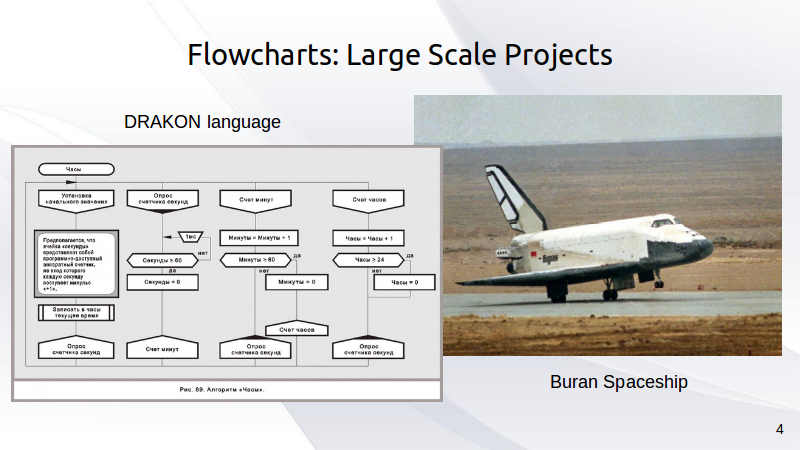 Flowcharts: Large Scale Projects
DRAKON language
Часы
Установка
начального значения
Опрос
счетчика секунд
Счет минут
Счет часов
Предполагается, что
ячейка «секунды»
представляет собой
программно-доступный
аппаратный счетчик,
на вход которого
каждую секунду
поступает импульс
«+1».
1мс
Минуты = Минуты + 1
Часы = Часы + 1
Секунды ≥ 60
нет
да
Минуты ≥ 60
да
нет
Часы ≥ 24
да
нет
Секунды = 0
Минуты = 0
Часы = 0
Записать в часы
текущее время
Счет часов
Опрос
счетчика секунд
Счет минут
Опрос
счетчика секунд
Опрос
счетчика секунд
Рис. 89. Алгоритм «Часы».
Buran Spaceship
4